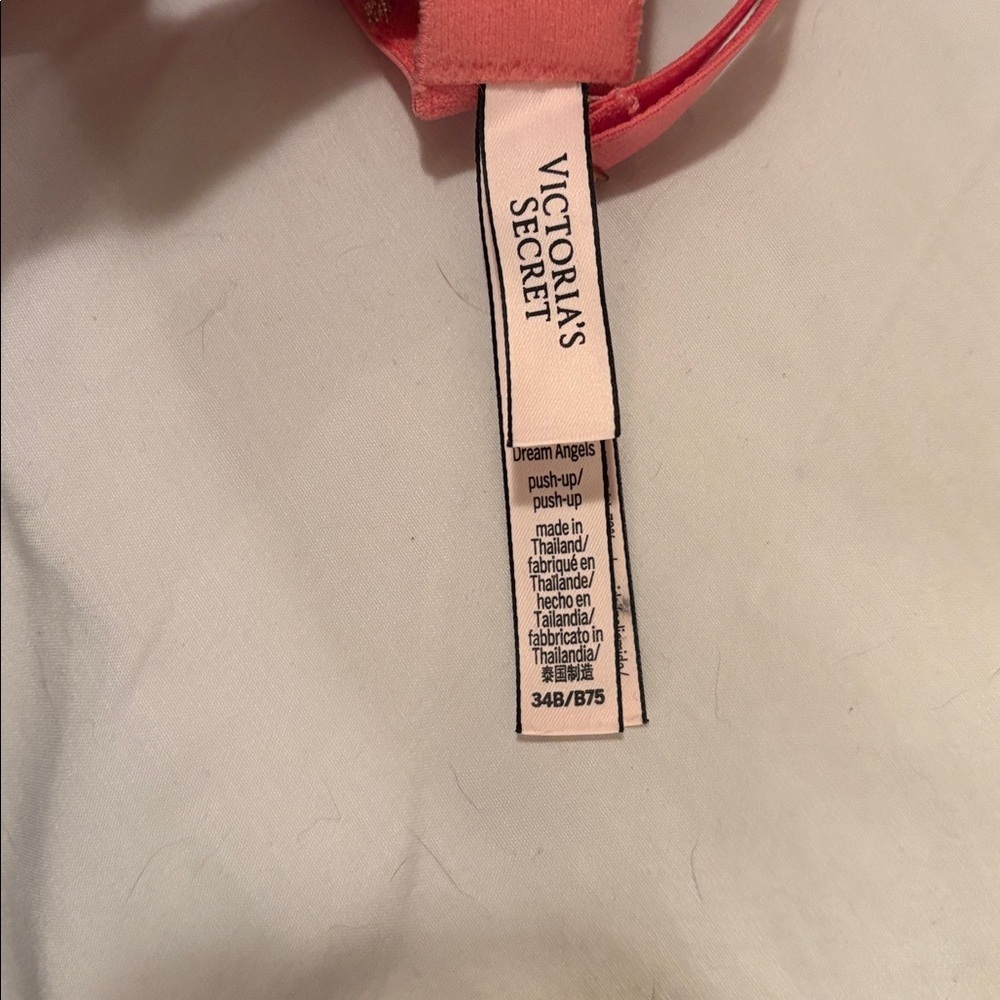 VICTORIA'S
SECRET
Dream Angels
push-up/
push-up
made in
Thailand/
fabriqué en
Thaïlande/
hecho en
Tailandia/
fabbricato in
Thailandia/
泰国制造
34B/B75